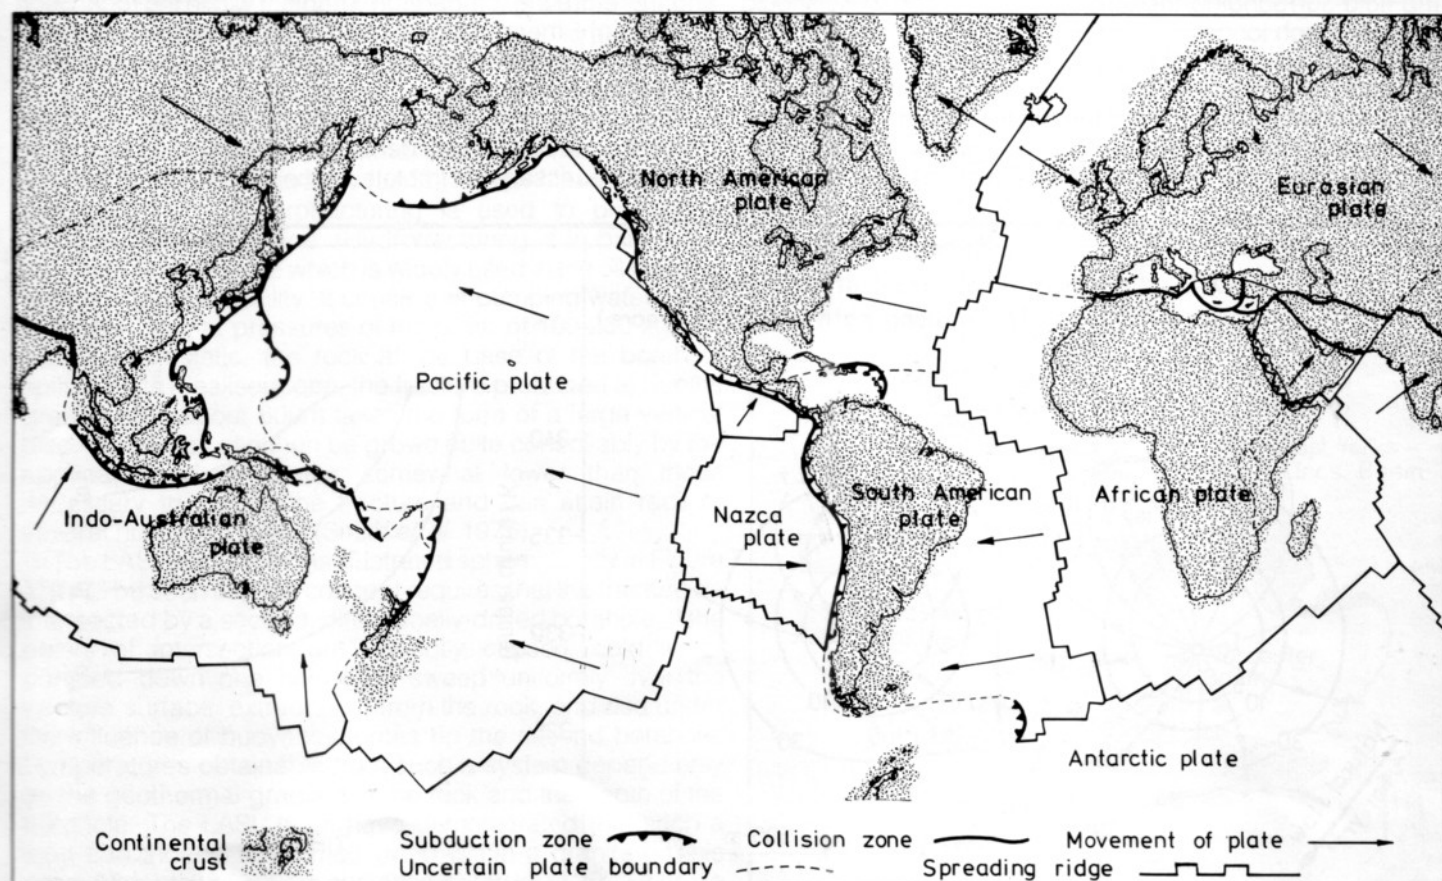 North American
plate
Eurasian
plate
Pacific plate
Indo-Australian
plate
Nazca
plate
South American
plate
African plate
Antarctic plate
Continental
crust
Subduction zone
Collision zone
Movement of plate
Uncertain plate boundary
Spreading ridge